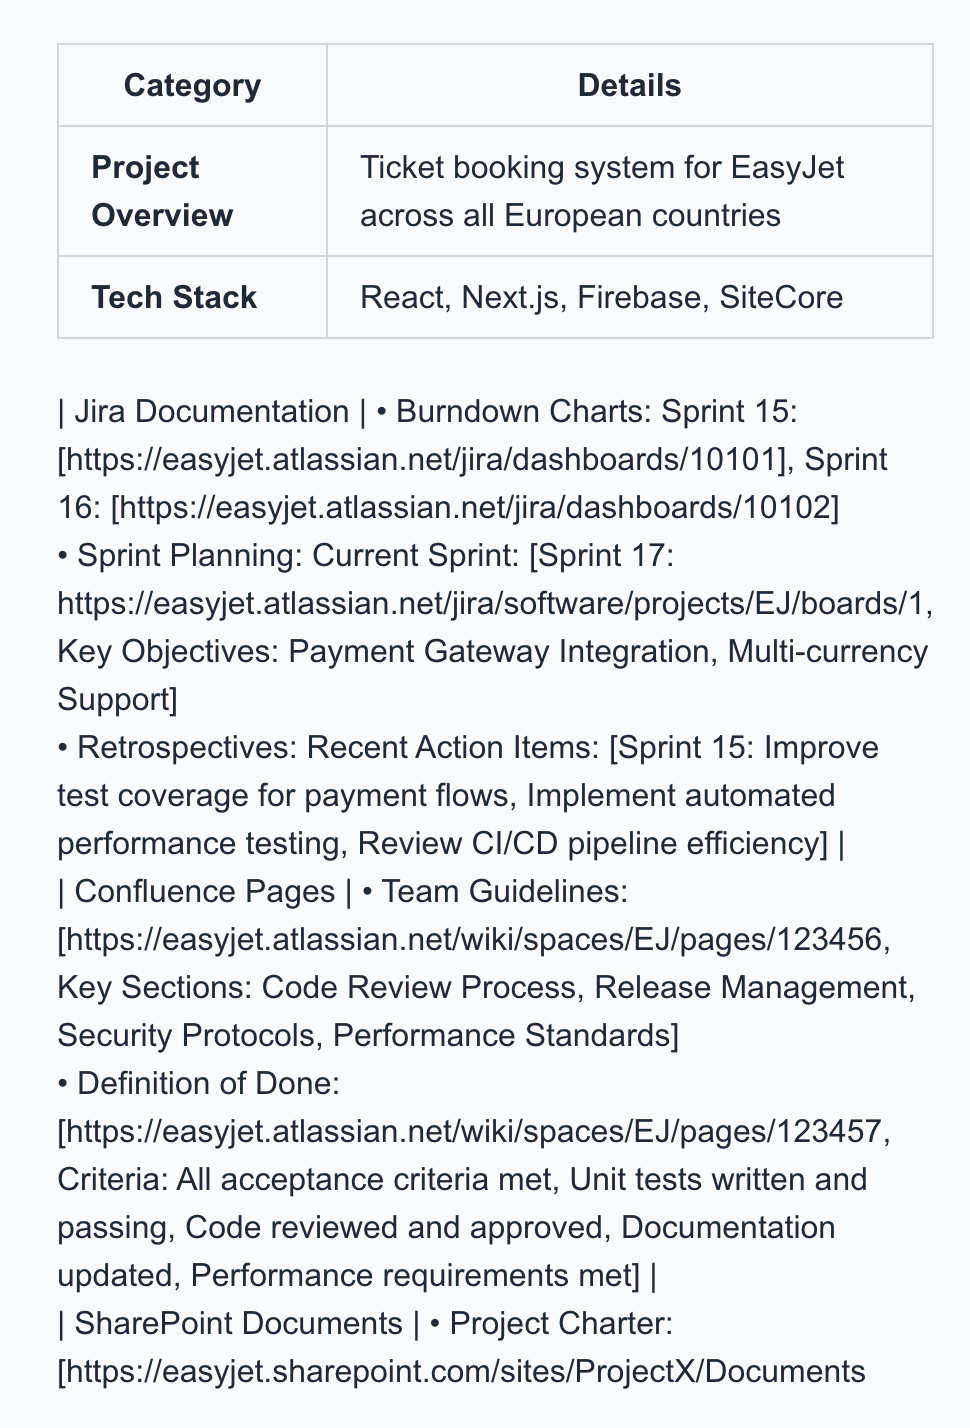 Category Details
Project Overview Ticket booking system for EasyJet across all European countries
Tech Stack React, Next.js, Firebase, SiteCore
| Jira Documentation | • Burndown Charts: Sprint 15:
[https://easyjet.atlassian.net/jira/dashboards/10101], Sprint
16: [https://easyjet.atlassian.net/jira/dashboards/10102]
• Sprint Planning: Current Sprint: [Sprint 17:
https://easyjet.atlassian.net/jira/software/projects/EJ/boards/1,
Key Objectives: Payment Gateway Integration, Multi-currency
Support]
• Retrospectives: Recent Action Items: [Sprint 15: Improve
test coverage for payment flows, Implement automated
performance testing, Review CI/CD pipeline efficiency] |
| Confluence Pages | • Team Guidelines:
[https://easyjet.atlassian.net/wiki/spaces/EJ/pages/123456,
Key Sections: Code Review Process, Release Management,
Security Protocols, Performance Standards]
• Definition of Done:
[https://easyjet.atlassian.net/wiki/spaces/EJ/pages/123457,
Criteria: All acceptance criteria met, Unit tests written and
passing, Code reviewed and approved, Documentation
updated, Performance requirements met] |
| SharePoint Documents | • Project Charter:
[https://easyjet.sharepoint.com/sites/ProjectX/Documents